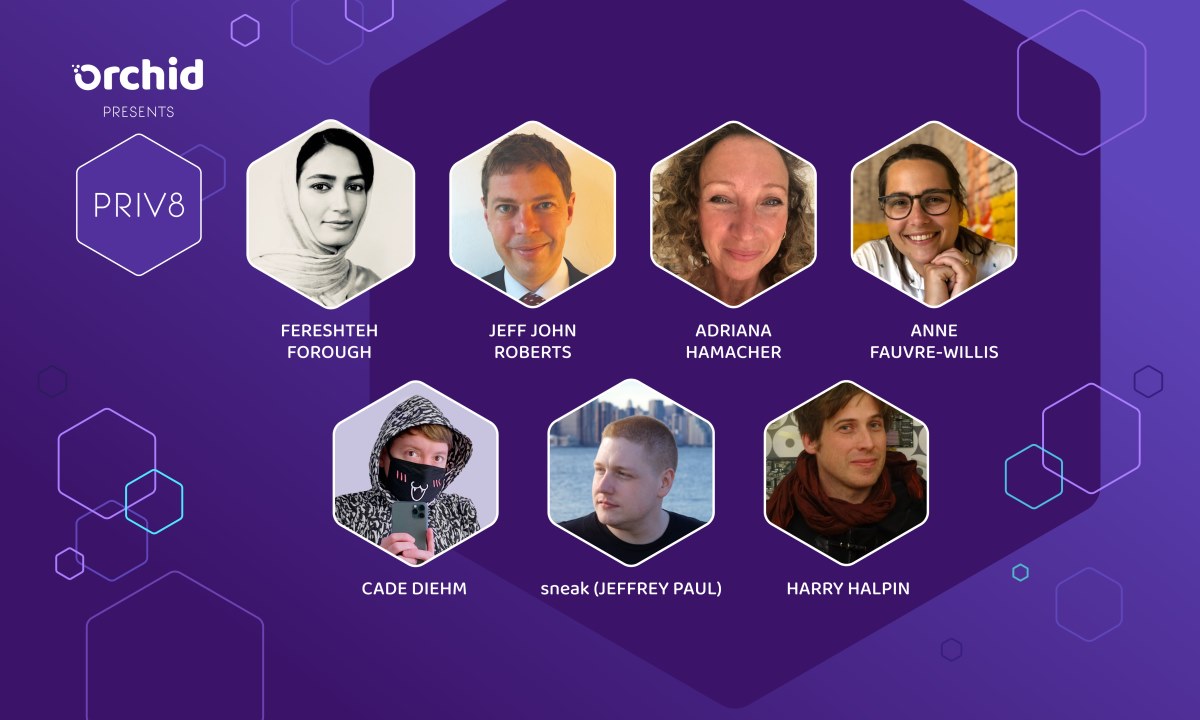 Orchid
PRESENTS
PRIV8
FERESHTEH
FOROUGH
JEFF JOHN
ROBERTS
ADRIANA
HAMACHER
ANNE
FAUVRE-WILLIS
CADE DIEHM
sneak (JEFFREY PAUL)
HARRY HALPIN